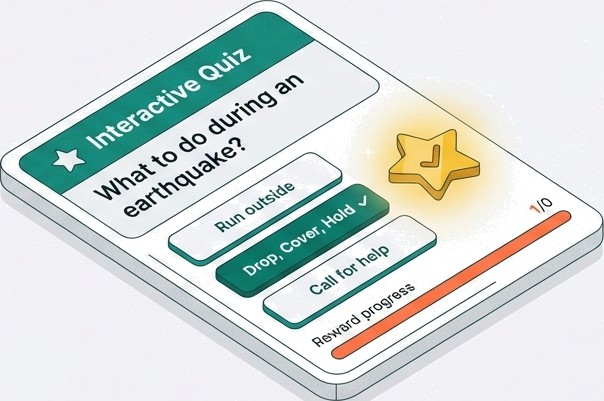 Interactive Quiz
What to do during an
earthquake?
Run outside
Drop, Cover, Hold
Call for help
1/0
Reward progress